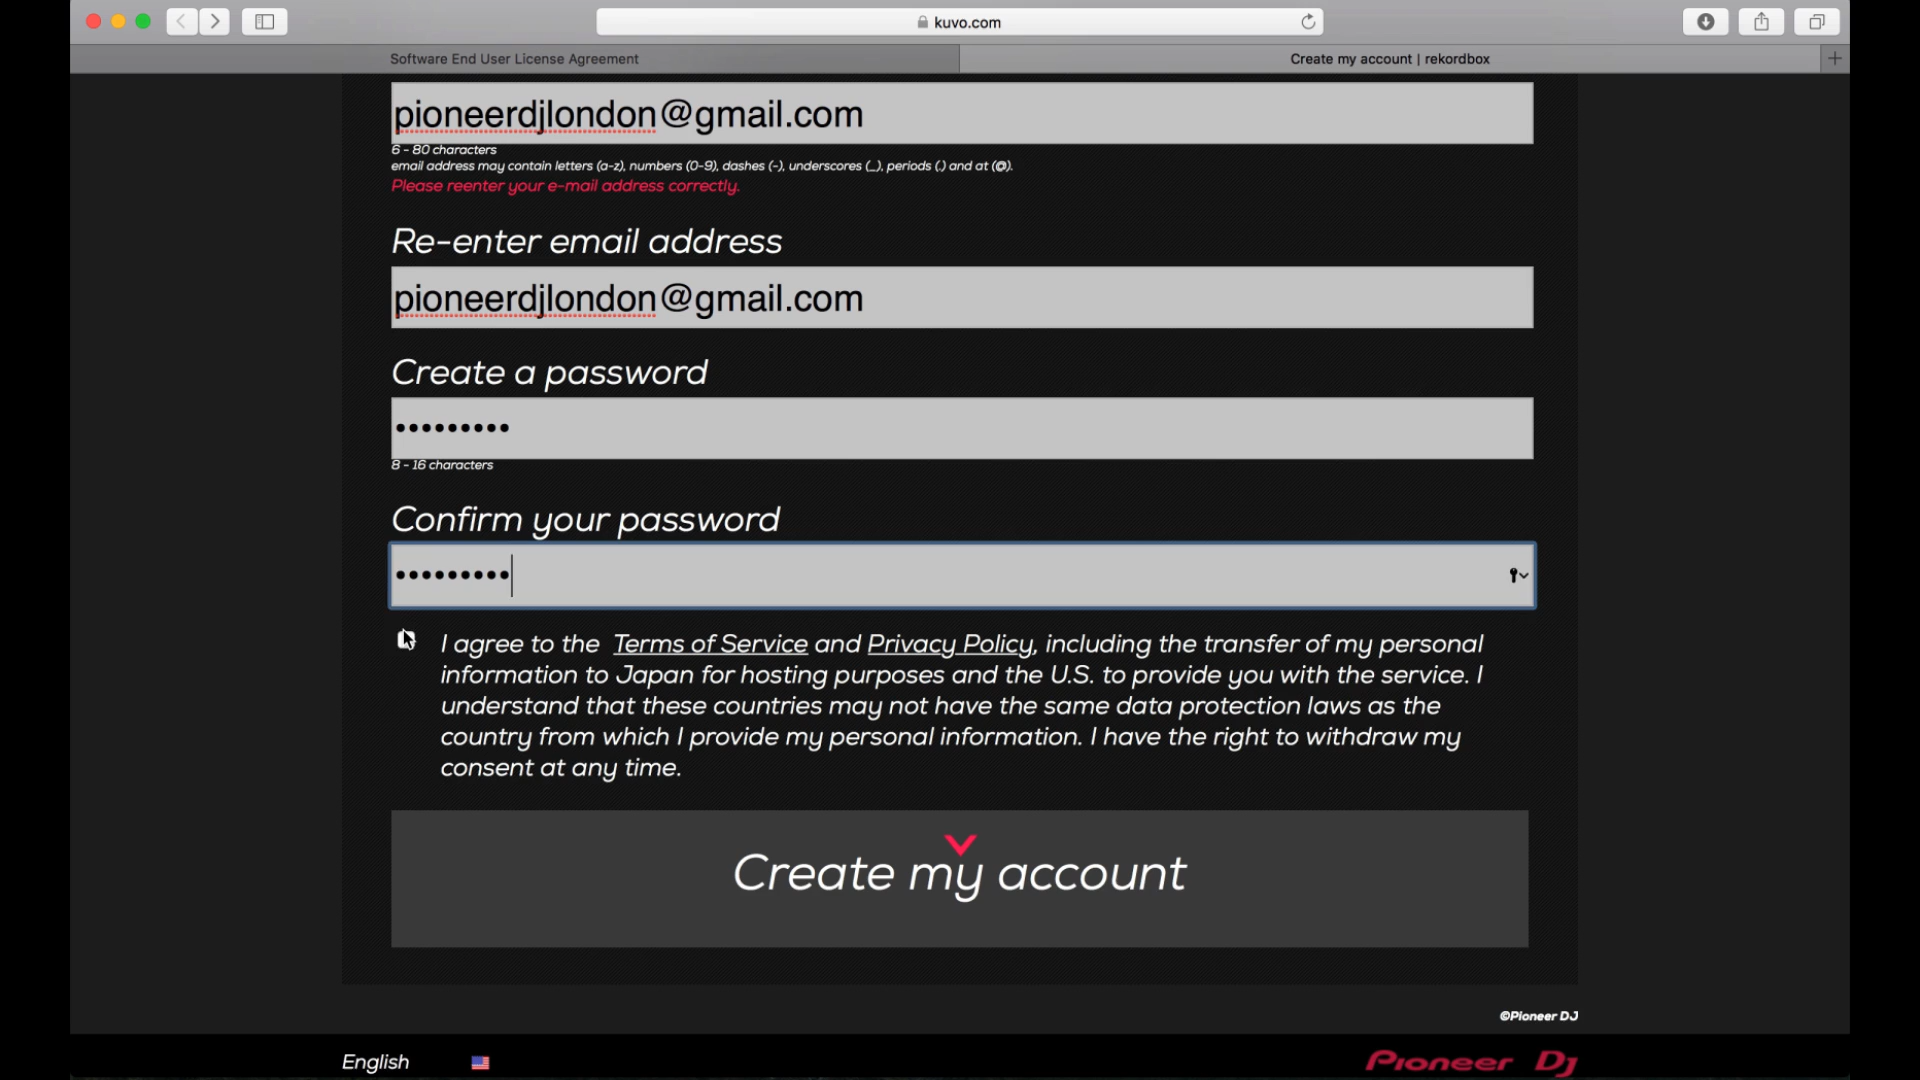 kuvo.com
Software End User License Agreement
Create my account | rekordbox
pioneerdjlondon@gmail.com
6 - 80 characters
email address may contain letters (a-z), numbers (0-9), dashes (-), underscores (_), periods (.) and at (@).
Please reenter your e-mail address correctly.
Re-enter email address
pioneerdjlondon@gmail.com
Create a password
8 - 16 characters
Confirm your password
I agree to the Terms of Service and Privacy Policy, including the transfer of my personal
information to Japan for hosting purposes and the U.S. to provide you with the service. I
understand that these countries may not have the same data protection laws as the
country from which I provide my personal information. I have the right to withdraw my
consent at any time.
Create my account
©Pioneer DJ
English
Pioneer Dj